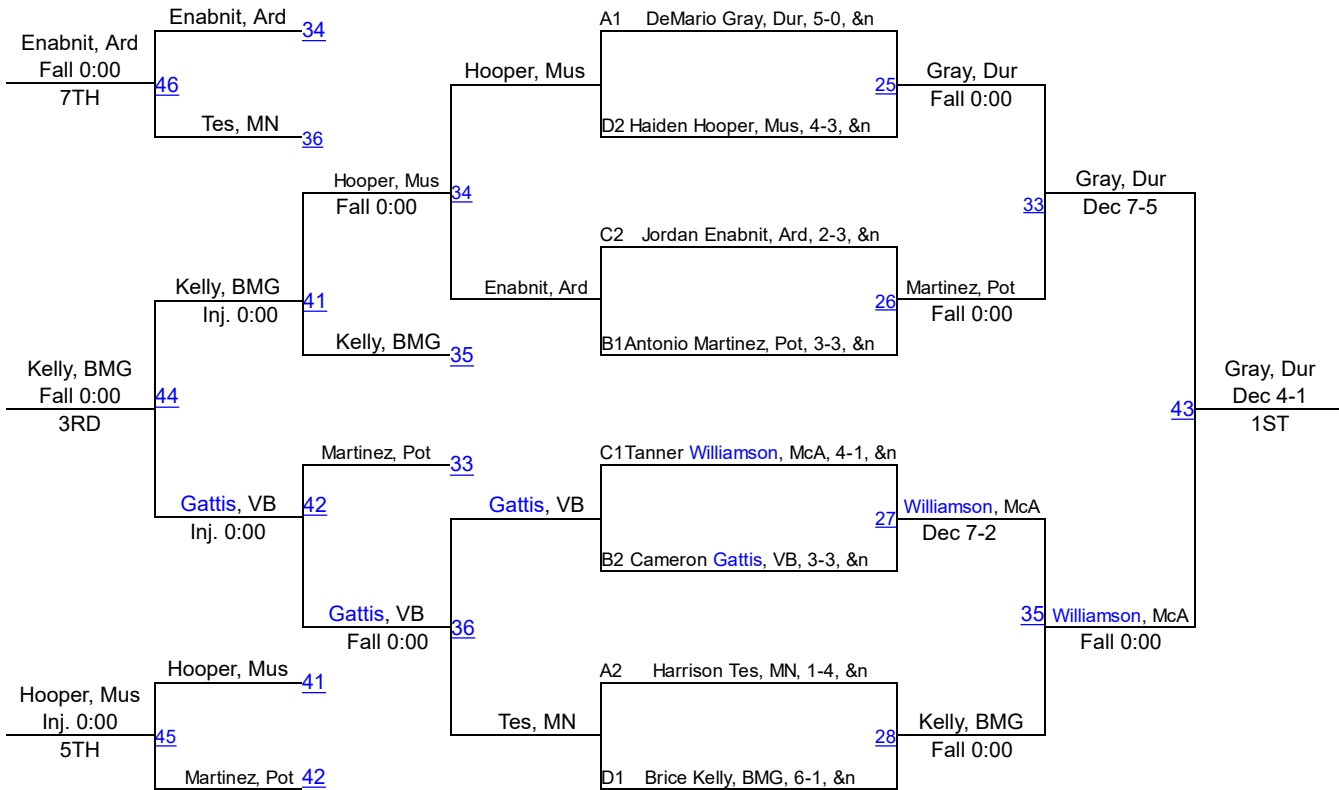 Enabnit, Ard
34
Enabnit, Ard
Fall 0:00
46
7TH
Tes, MN
36
Hooper, Mus
Hooper, Mus
34
Fall 0:00
Enabnit, Ard
Kelly, BMG
41
Inj. 0:00
Kelly, BMG
35
Kelly, BMG
Fall 0:00
44
3RD
Martinez, Pot
33
Gattis, VB
42
Inj. 0:00
Gattis, VB
Gattis, VB
36
Fall 0:00
Tes, MN
Hooper, Mus
41
Hooper, Mus
Inj. 0:00
45
5TH
Martinez, Pot
42
A1 DeMario Gray, Dur, 5-0, &n
25
D2 Haiden Hooper, Mus, 4-3, &n
Gray, Dur
Fall 0:00
C2 Jordan Enabnit, Ard, 2-3, &n
26
B1Antonio Martinez, Pot, 3-3, &n
Martinez, Pot
Fall 0:00
33
Gray, Dur
Dec 7-5
C1Tanner Williamson, McA, 4-1, &n
27
B2 Cameron Gattis, VB, 3-3, &n
Williamson, McA
Dec 7-2
A2 Harrison Tes, MN, 1-4, &n
28
D1 Brice Kelly, BMG, 6-1, &n
Kelly, BMG
Fall 0:00
35
Williamson, McA
Fall 0:00
43
Gray, Dur
Dec 4-1
1ST